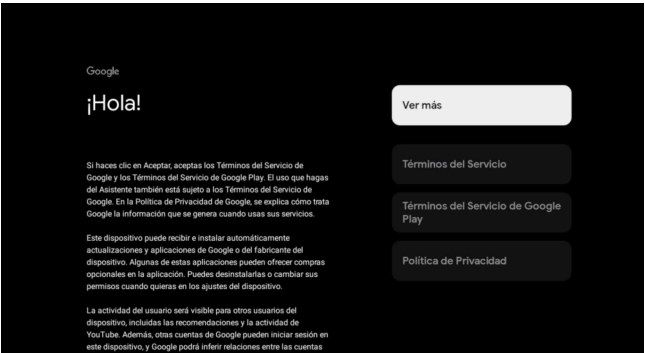 Google
¡Hola!
Si haces clic en Aceptar, aceptas los Términos del Servicio de
Google y los Términos del Servicio de Google Play. El uso que hagas
del Asistente también está sujeto a los Términos del Servicio de
Google. En la Política de Privacidad de Google, se explica cómo trata
Google la información que se genera cuando usas sus servicios.
Este dispositivo puede recibir e instalar automáticamente
actualizaciones y aplicaciones de Google o del fabricante del
dispositivo. Algunas de estas aplicaciones pueden ofrecer compras
opcionales en la aplicación. Puedes desinstalarlas o cambiar sus
permisos cuando quieras en los ajustes del dispositivo.
La actividad del usuario será visible para otros usuarios del
dispositivo, incluidas las recomendaciones y la actividad de
YouTube. Además, otras cuentas de Google pueden iniciar sesión en
este dispositivo, y Google podrá inferir relaciones entre las cuentas
Ver más
Términos del Servicio
Términos del Servicio de Google
Play
Política de Privacidad